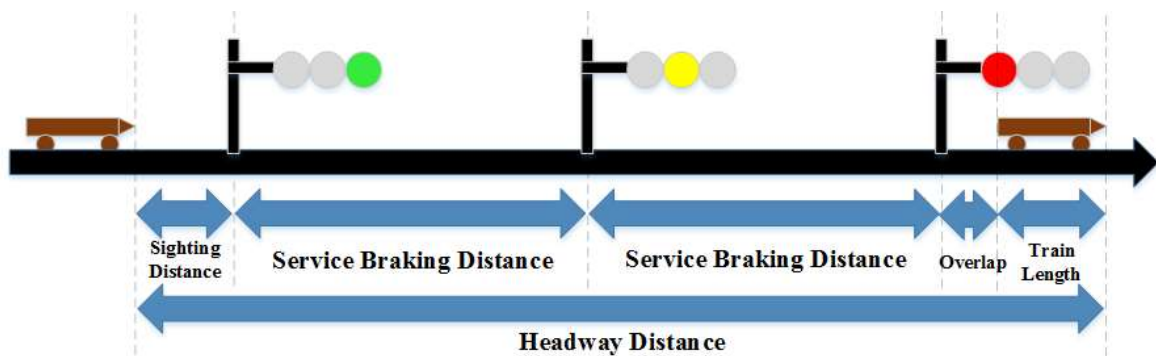 Sighting
Distance
Service Braking Distance
Service Braking Distance
Overlap
Train
Length
Headway Distance